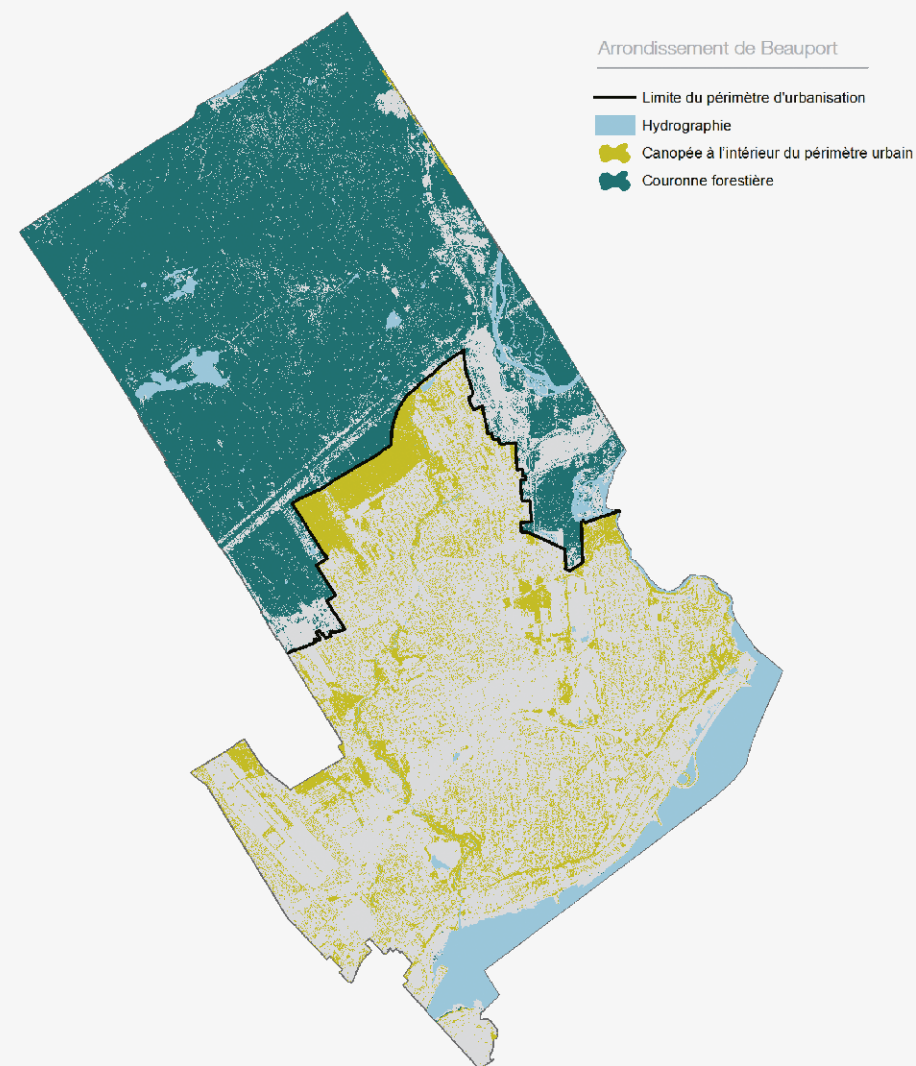 Arrondissement de Beauport
Limite du périmètre d'urbanisation
Hydrographie
Canopée à l'intérieur du périmètre urbain
Couronne forestière